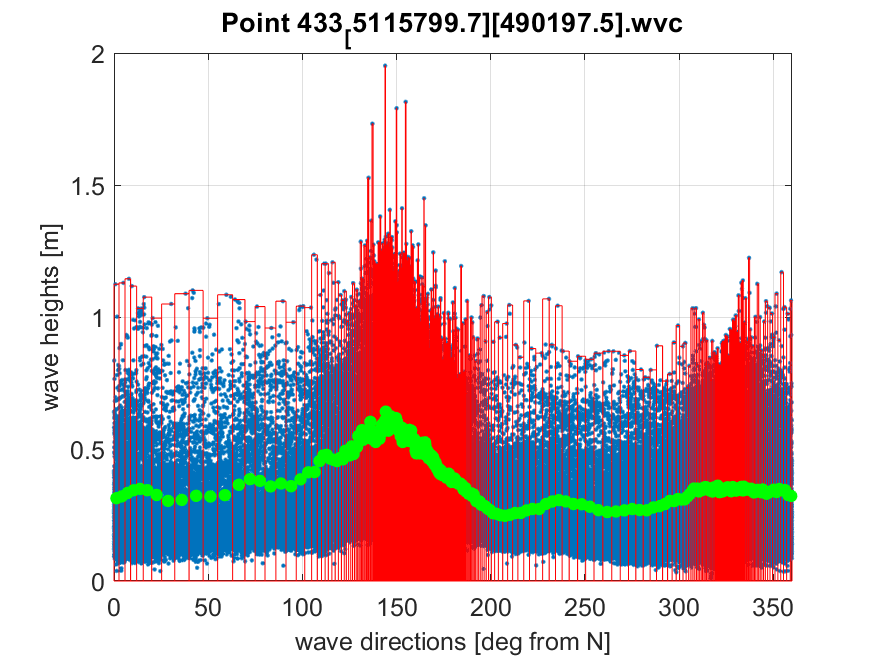 Point 433[5115799.7][490197.5].wvc
2
1.5
1
0.5
0
wave heights [m]
0 50 100 150 200 250 300 350
wave directions [deg from N]